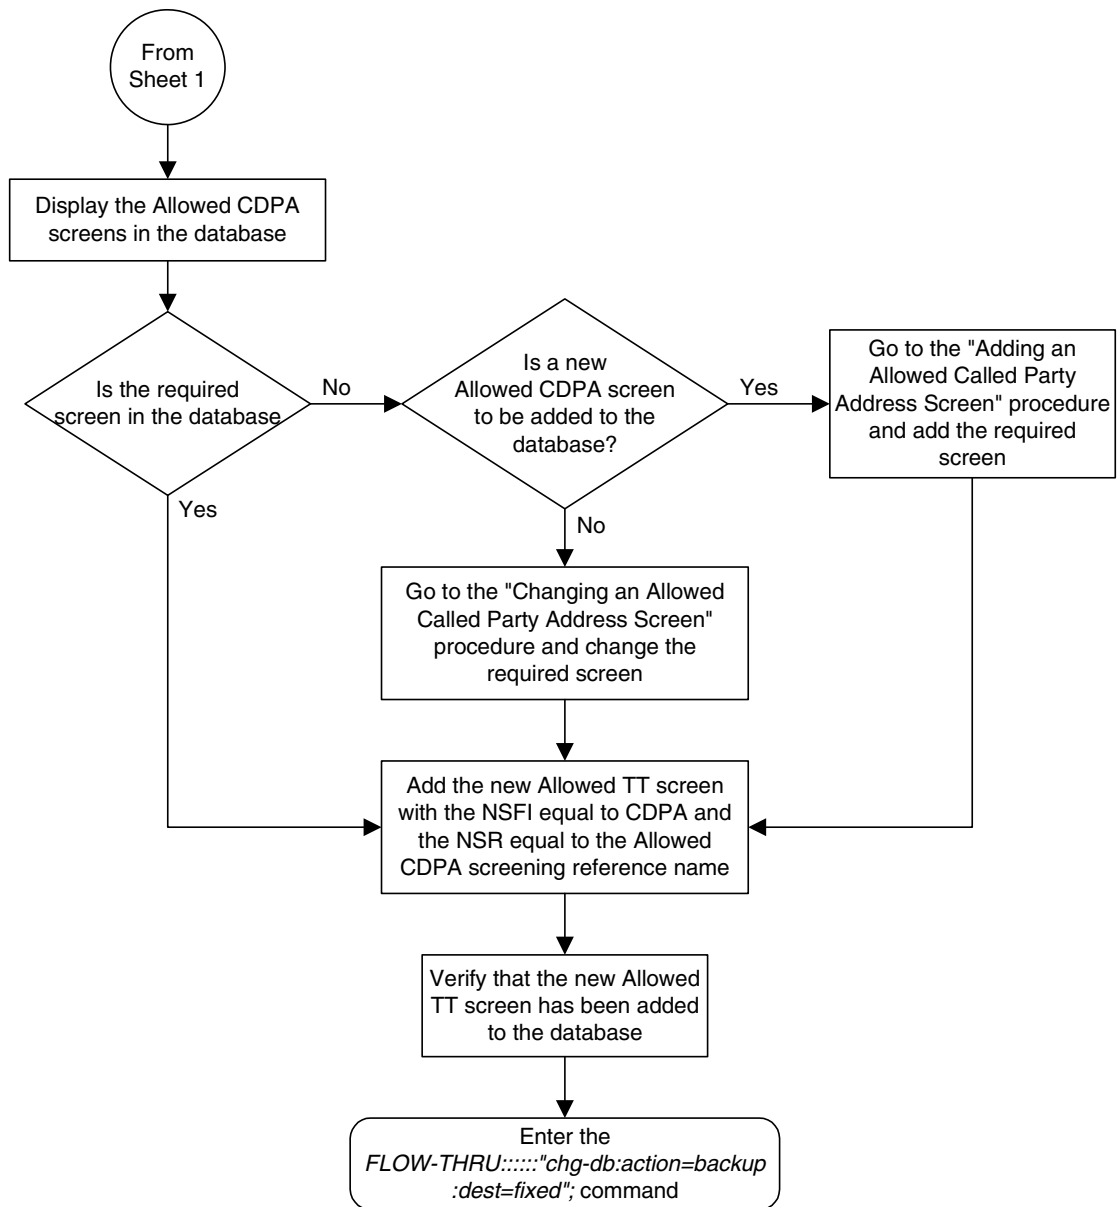 From
Sheet 1
Display the Allowed CDPA
screens in the database
Is the required
screen in the database
No
Yes
Is a new
Allowed CDPA screen
to be added to the
database?
Yes
No
Go to the "Adding an
Allowed Called Party
Address Screen" procedure
and add the required
screen
Go to the "Changing an Allowed
Called Party Address Screen"
procedure and change the
required screen
Add the new Allowed TT screen
with the NSFI equal to CDPA and
the NSR equal to the Allowed
CDPA screening reference name
Verify that the new Allowed
TT screen has been added
to the database
Enter the
FLOW-THRU::::::"chg-db:action=backup
:dest=fixed"; command